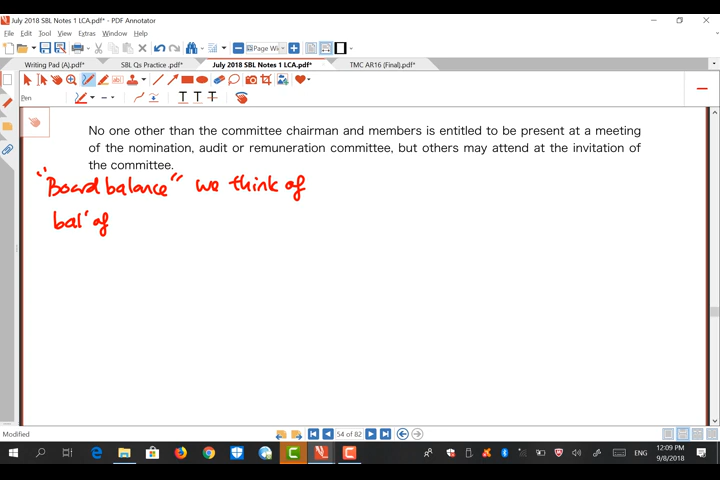 July 2018 SBL Notes 1 LCA.pdf* - PDF Annotator
File Edit Tool View Extras Window Help
Page Wi
Writing Pad (A).pdf* SBL Qs Practice .pdf* July 2018 SBL Notes 1 LCA.pdf* TMC AR16 (Final).pdf*
Pen
No one other than the committee chairman and members is entitled to be present at a meeting
of the nomination, audit or remuneration committee, but others may attend at the invitation of
the committee.
"Board balance" we think of
bal' of
Modified 54 of 82
ENG 12:09 PM
9/8/2018